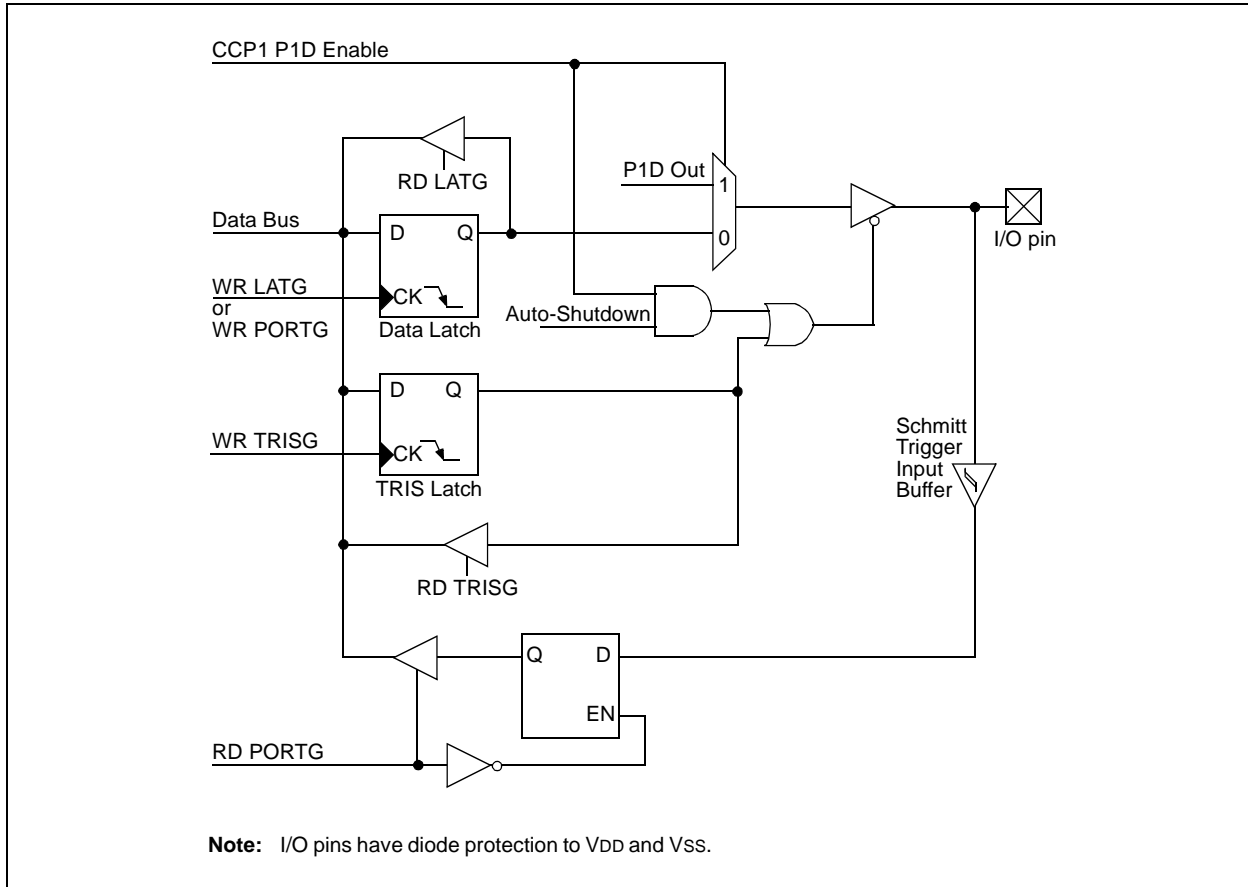 CCP1 P1D Enable
RD LATG
P1D Out
1
0
Data Bus
D
Q
CK
Data Latch
WR LATG
or
WR PORTG
I/O pin
Auto-Shutdown
D
Q
CK
TRIS Latch
WR TRISG
Schmitt
Trigger
Input
Buffer
RD TRISG
Q
D
EN
RD PORTG
Note: I/O pins have diode protection to VDD and VSS.